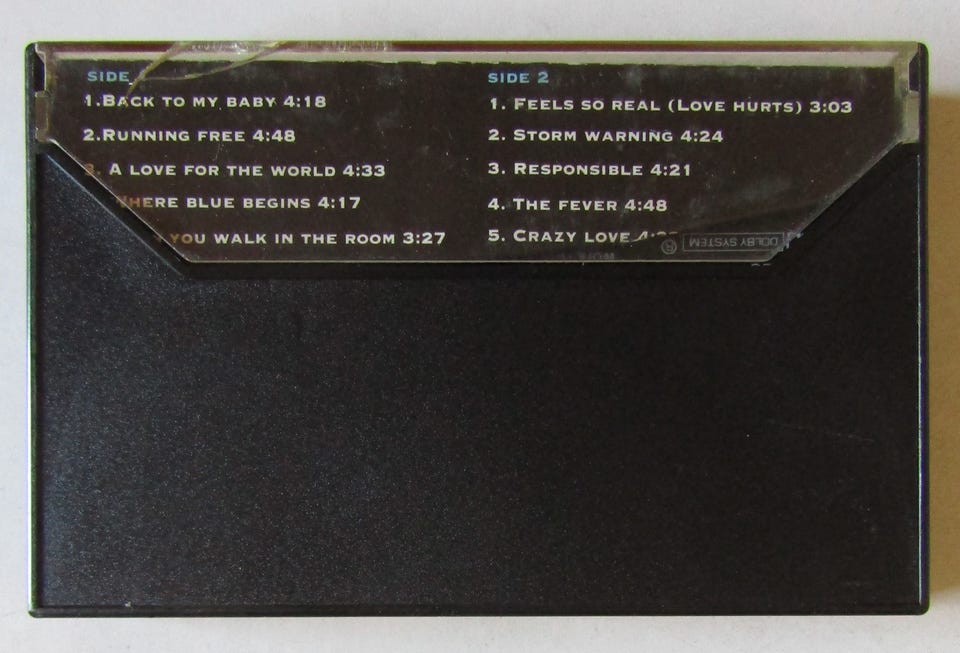 SIDE
1.BACK TO MY BABY 4:18
2.RUNNING FREE 4:48
3. A LOVE FOR THE WORLD 4:33
WHERE BLUE BEGINS 4:17
YOU WALK IN THE ROOM 3:27
SIDE 2
1. FEELS SO REAL (LOVE HURTS) 3:03
2. STORM WARNING 4:24
3. RESPONSIBLE 4:21
4. THE FEVER 4:48
5. CRAZY LOVE
DOLBY SYSTEM ®